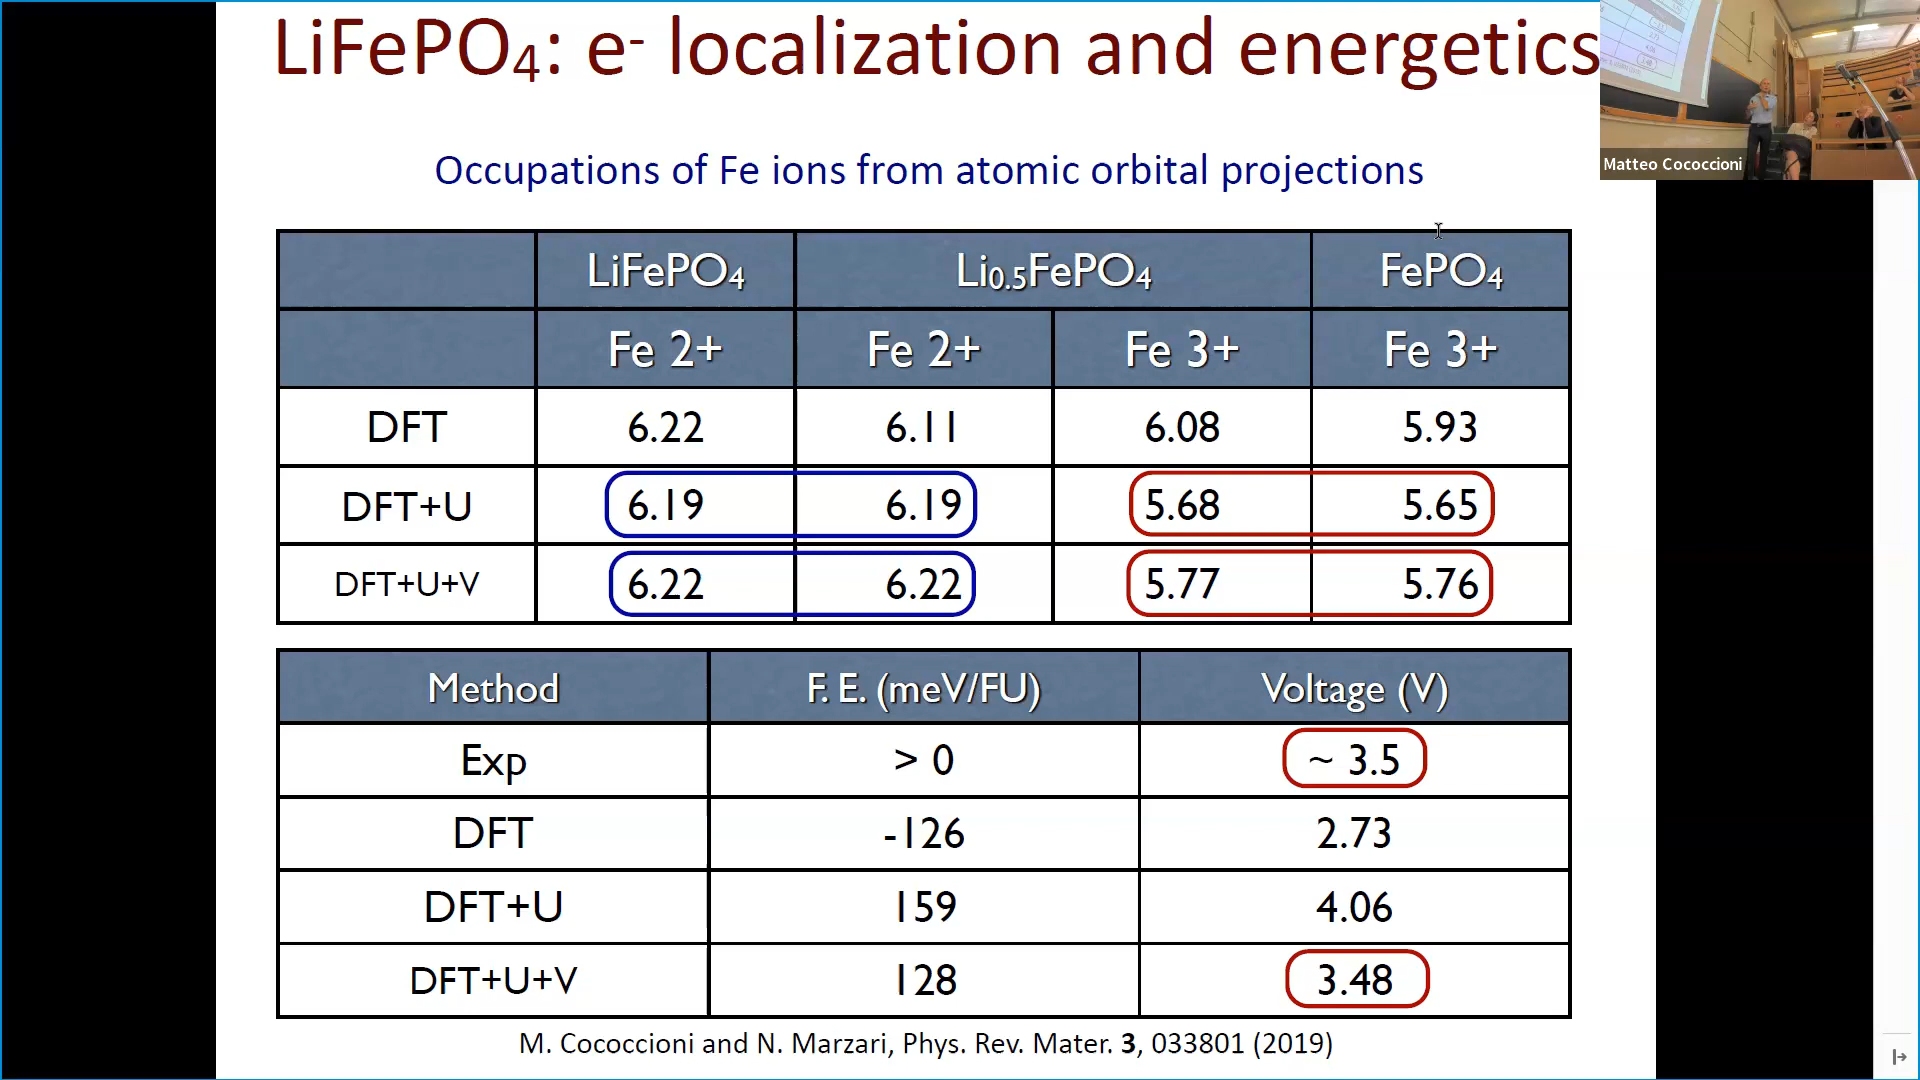 LiFePO₄: e⁻ localization and energetics
Matteo Cococcioni
Occupations of Fe ions from atomic orbital projections
LiFePO₄ Li₀.₅FePO₄ FePO₄
Fe 2+ Fe 2+ Fe 3+ Fe 3+
DFT 6.22 6.11 6.08 5.93
DFT+U 6.19 6.19 5.68 5.65
DFT+U+V 6.22 6.22 5.77 5.76
Method F. E. (meV/FU) Voltage (V)
Exp > 0 ~ 3.5
DFT -126 2.73
DFT+U 159 4.06
DFT+U+V 128 3.48
M. Cococcioni and N. Marzari, Phys. Rev. Mater. 3, 033801 (2019)